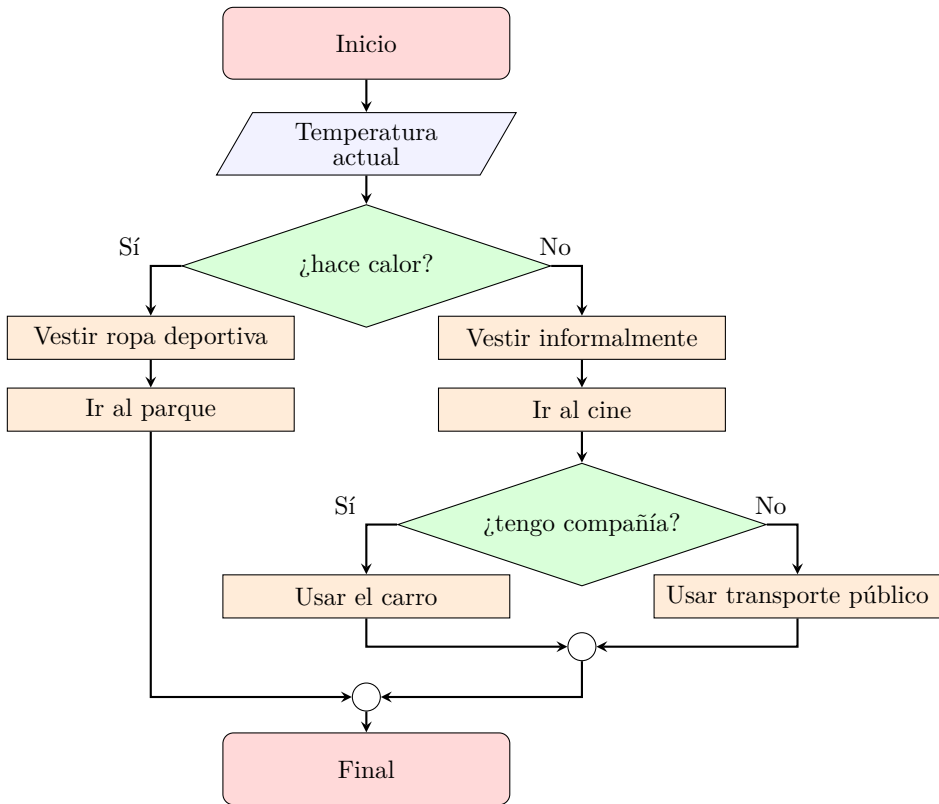 Inicio
Temperatura
actual
¿hace calor?
Sí
No
Vestir ropa deportiva
Vestir informalmente
Ir al parque
Ir al cine
¿tengo compañía?
Sí
No
Usar el carro
Usar transporte público
Final